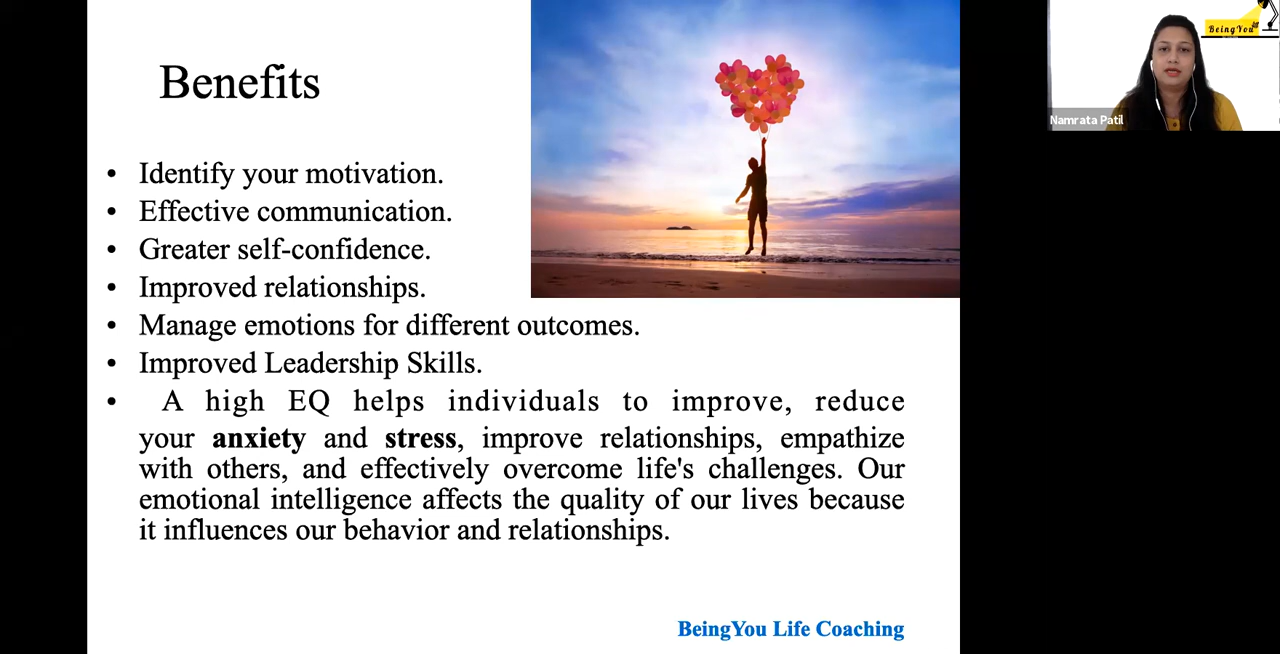 Benefits
• Identify your motivation.
• Effective communication.
• Greater self-confidence.
• Improved relationships.
• Manage emotions for different outcomes.
• Improved Leadership Skills.
• A high EQ helps individuals to improve, reduce
your anxiety and stress, improve relationships, empathize
with others, and effectively overcome life's challenges. Our
emotional intelligence affects the quality of our lives because
it influences our behavior and relationships.
BeingYou Life Coaching
BeingYou
Namrata Patil